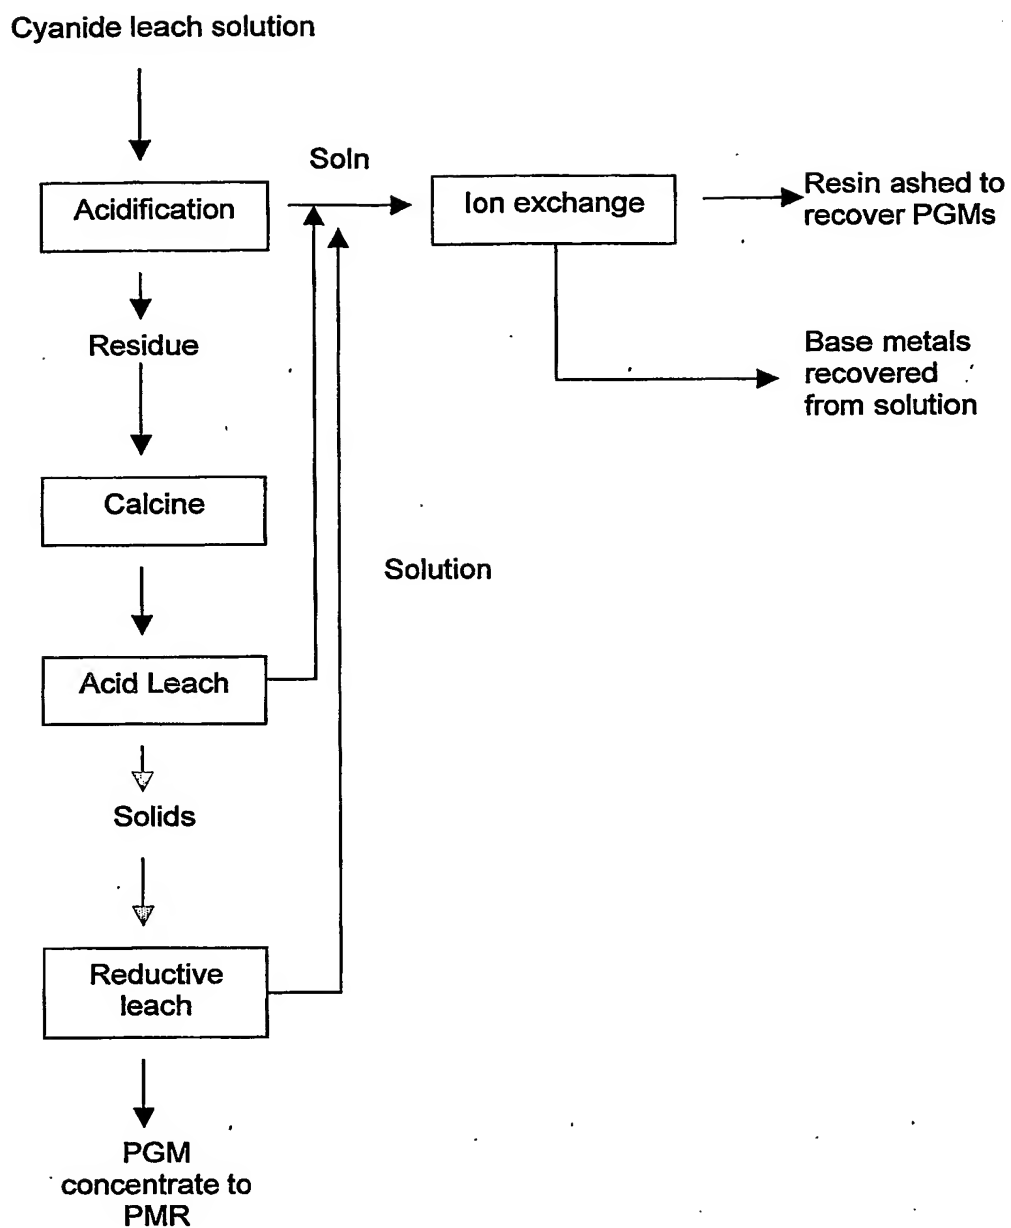 Cyanide leach solution
Soln
Acidification
Ion exchange
Resin ashed to
recover PGMs
Residue
Base metals
recovered
from solution
Calcine
Solution
Acid Leach
Solids
Reductive
leach
PGM
concentrate to
PMR